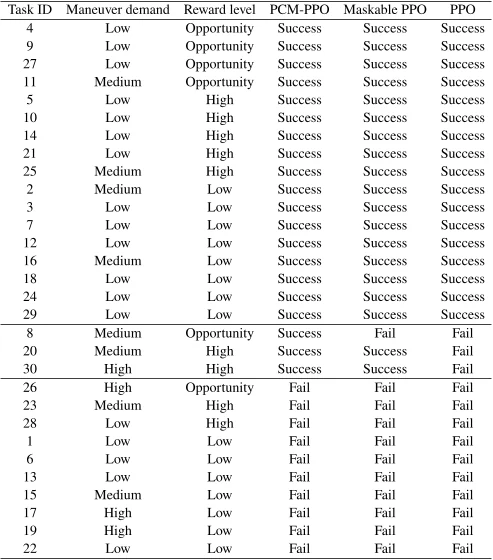 Task ID Maneuver demand Reward level PCM-PPO Maskable PPO PPO
4 Low Opportunity Success Success Success
9 Low Opportunity Success Success Success
27 Low Opportunity Success Success Success
11 Medium Opportunity Success Success Success
5 Low High Success Success Success
10 Low High Success Success Success
14 Low High Success Success Success
21 Low High Success Success Success
25 Medium High Success Success Success
2 Medium Low Success Success Success
3 Low Low Success Success Success
7 Low Low Success Success Success
12 Low Low Success Success Success
16 Medium Low Success Success Success
18 Low Low Success Success Success
24 Low Low Success Success Success
29 Low Low Success Success Success
8 Medium Opportunity Success Fail Fail
20 Medium High Success Success Fail
30 High High Success Success Fail
26 High Opportunity Fail Fail Fail
23 Medium High Fail Fail Fail
28 Low High Fail Fail Fail
1 Low Low Fail Fail Fail
6 Low Low Fail Fail Fail
13 Low Low Fail Fail Fail
15 Medium Low Fail Fail Fail
17 High Low Fail Fail Fail
19 High Low Fail Fail Fail
22 Low Low Fail Fail Fail